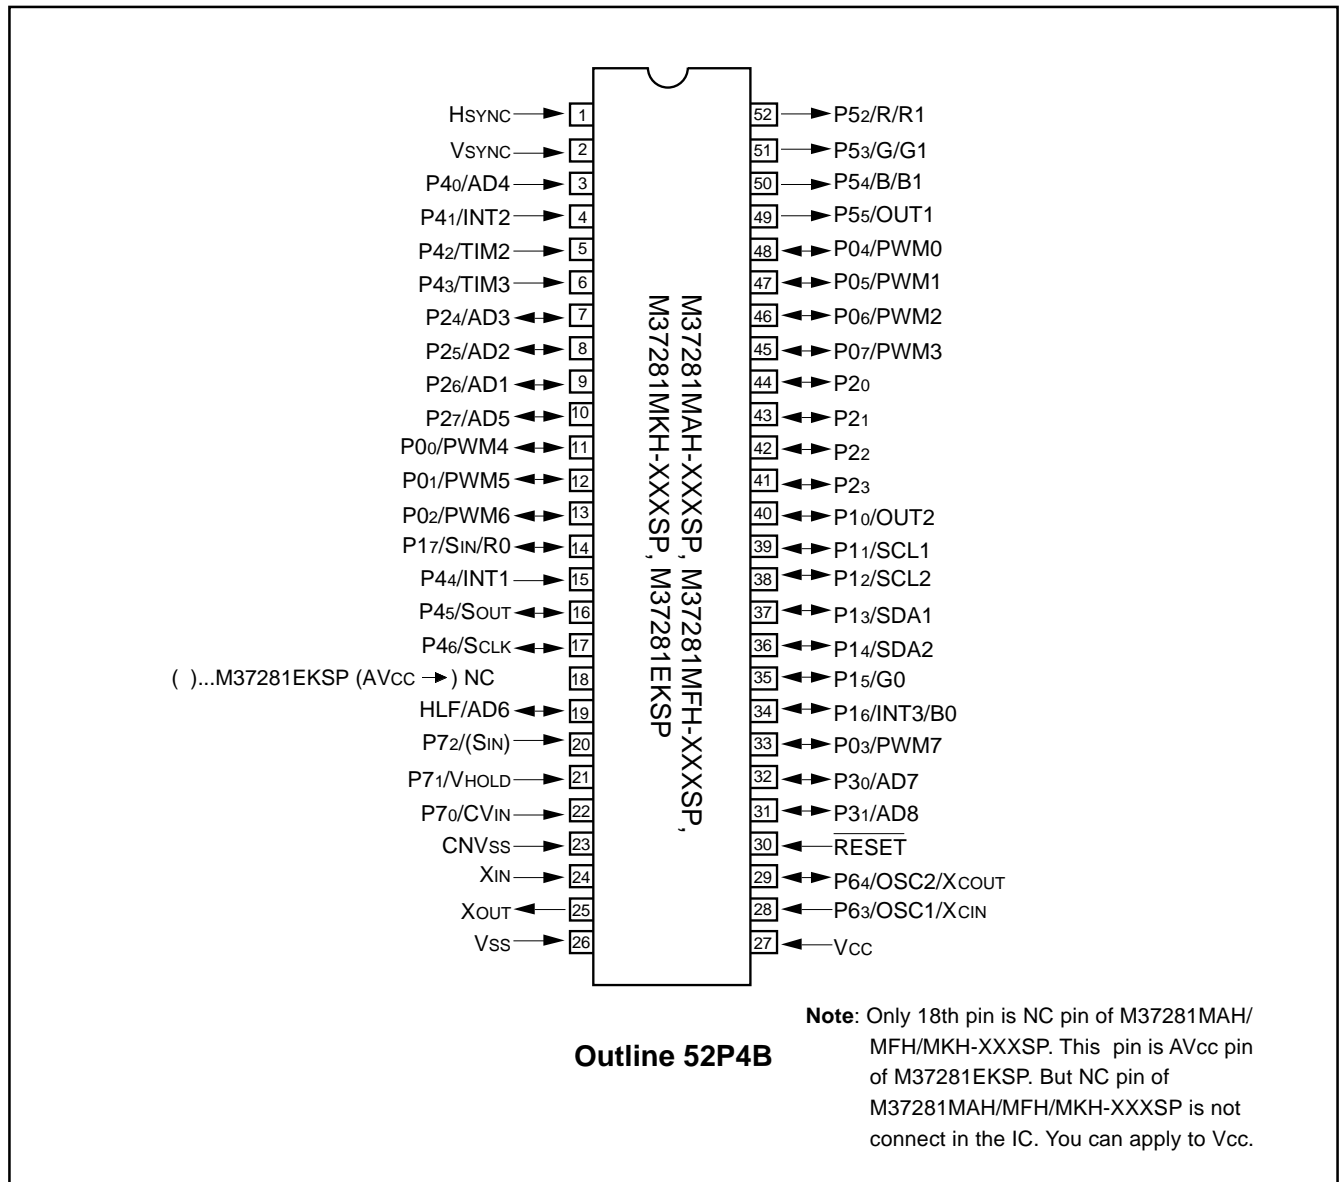 HSYNC 1 52 P52/R/R1
VSYNC 2 51 P53/G/G1
P40/AD4 3 50 P54/B/B1
P41/INT2 4 49 P55/OUT1
P42/TIM2 5 48 P04/PWM0
P43/TIM3 6 47 P05/PWM1
P24/AD3 7 46 P06/PWM2
P25/AD2 8 45 P07/PWM3
P26/AD1 9 44 P20
P27/AD5 10 43 P21
P00/PWM4 11 42 P22
P01/PWM5 12 41 P23
P02/PWM6 13 40 P10/OUT2
P17/SIN/R0 14 39 P11/SCL1
P44/INT1 15 38 P12/SCL2
P45/SOUT 16 37 P13/SDA1
P46/SCLK 17 36 P14/SDA2
( )...M37281EKSP (AVCC → ) NC 18 35 P15/G0
HLF/AD6 19 34 P16/INT3/B0
P72/(SIN) 20 33 P03/PWM7
P71/VHOLD 21 32 P30/AD7
P70/CVIN 22 31 P31/AD8
CNVSS 23 30 RESET
XIN 24 29 P64/OSC2/XCOUT
XOUT 25 28 P63/OSC1/XCIN
VSS 26 27 VCC
M37281MAH-XXXSP, M37281MFH-XXXSP,
M37281MKH-XXXSP, M37281EKSP
Outline 52P4B
Note: Only 18th pin is NC pin of M37281MAH/
MFH/MKH-XXXSP. This pin is AVcc pin
of M37281EKSP. But NC pin of
M37281MAH/MFH/MKH-XXXSP is not
connect in the IC. You can apply to Vcc.